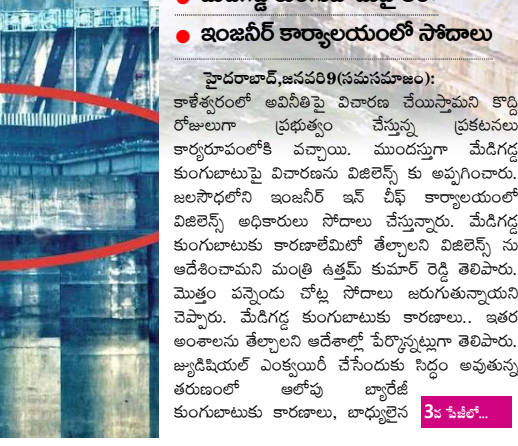 ఇంజనీర్ కార్యాలయంలో సోదాలు
హైదరాబాద్,జనవరి9(సమసమాజం):
కాళేశ్వరంలో అవినీతిపై విచారణ చేయిస్తామని కొద్ది
రోజులుగా ప్రభుత్వం చేస్తున్న ప్రకటనలు
కార్యరూపంలోకి వచ్చాయి. ముందస్తుగా మేడిగడ్డ
కుంగుబాటుపై విచారణను విజిలెన్స్ కు అప్పగించారు.
జలసౌధలోని ఇంజనీర్ ఇన్ చీఫ్ కార్యాలయంలో
విజిలెన్స్ అధికారులు సోదాలు చేస్తున్నారు. మేడిగడ్డ
కుంగుబాటుకు కారణాలేమిటో తేల్చాలని విజిలెన్స్ ను
ఆదేశించామని మంత్రి ఉత్తమ్ కుమార్ రెడ్డి తెలిపారు.
మొత్తం పన్నెండు చోట్ల సోదాలు జరుగుతున్నాయని
చెప్పారు. మేడిగడ్డ కుంగుబాటుకు కారణాలు.. ఇతర
అంశాలను తేల్చాలని ఆదేశాల్లో పేర్కొన్నట్లుగా తెలిపారు.
జ్యుడిషియల్ ఎంక్వయిరీ చేసేందుకు సిద్ధం అవుతున్న
తరుణంలో ఆలోపు బ్యారేజీ
కుంగుబాటుకు కారణాలు, బాధ్యులైన
3వ పేజీలో...